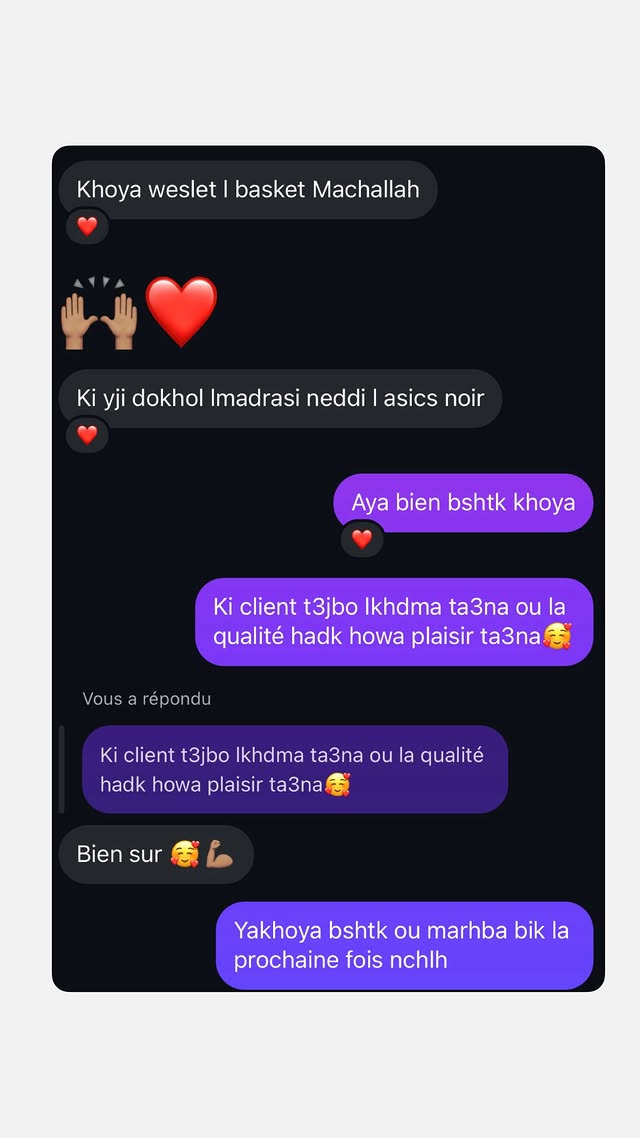 Khoya weslet l basket Machallah
❤️
🙌🏽❤️
Ki yji dokhol lmadrasi neddi l asics noir
❤️
Aya bien bshtk khoya
❤️
Ki client t3jbo lkhdma ta3na ou la
qualité hadk howa plaisir ta3na🥰
Vous a répondu
Ki client t3jbo lkhdma ta3na ou la qualité
hadk howa plaisir ta3na🥰
Bien sur 🥰💪🏽
Yakhoya bshtk ou marhba bik la
prochaine fois nchlh